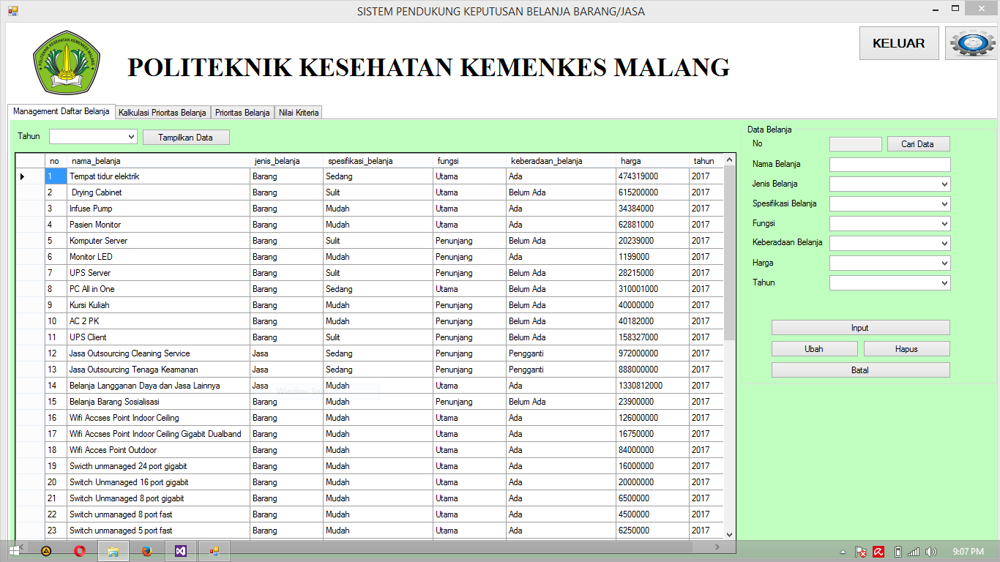 SISTEM PENDUKUNG KEPUTUSAN BELANJA BARANG/JASA
POLITEKNIK KESEHATAN KEMENKES MALANG
KELUAR
Management Daftar Belanja Kalkulasi Prioritas Belanja Prioritas Belanja Nilai Kriteria
Tahun Tampilkan Data
no nama_belanja jenis_belanja spesifikasi_belanja fungsi keberadaan_belanja harga tahun
1 Tempat tidur elektrik Barang Sedang Utama Ada 474319000 2017
2 Drying Cabinet Barang Sulit Utama Belum Ada 615200000 2017
3 Infuse Pump Barang Mudah Utama Ada 34384000 2017
4 Pasien Monitor Barang Mudah Utama Ada 62881000 2017
5 Komputer Server Barang Sulit Penunjang Belum Ada 20239000 2017
6 Monitor LED Barang Mudah Penunjang Ada 1199000 2017
7 UPS Server Barang Sulit Penunjang Belum Ada 28215000 2017
8 PC All in One Barang Sedang Utama Belum Ada 310001000 2017
9 Kursi Kuliah Barang Mudah Penunjang Belum Ada 40000000 2017
10 AC 2 PK Barang Mudah Penunjang Belum Ada 40182000 2017
11 UPS Client Barang Sulit Penunjang Belum Ada 158327000 2017
12 Jasa Outsourcing Cleaning Service Jasa Sedang Penunjang Pengganti 972000000 2017
13 Jasa Outsourcing Tenaga Keamanan Jasa Sedang Penunjang Pengganti 888000000 2017
14 Belanja Langganan Daya dan Jasa Lainnya Jasa Mudah Utama Ada 1330812000 2017
15 Belanja Barang Sosialisasi Barang Mudah Penunjang Belum Ada 23900000 2017
16 Wifi Accses Point Indoor Ceiling Barang Mudah Utama Ada 126000000 2017
17 Wifi Accses Point Indoor Ceiling Gigabit Dualband Barang Mudah Utama Ada 16750000 2017
18 Wifi Acces Point Outdoor Barang Mudah Utama Ada 84000000 2017
19 Swicth unmanaged 24 port gigabit Barang Mudah Utama Ada 16000000 2017
20 Switch Unmanaged 16 port gigabit Barang Mudah Utama Ada 20000000 2017
21 Switch Unmanaged 8 port gigabit Barang Mudah Utama Ada 6500000 2017
22 Switch unmanaged 8 port fast Barang Mudah Utama Ada 4500000 2017
23 Switch unmanaged 5 port fast Barang Mudah Utama Ada 6250000 2017
Data Belanja
No Cari Data
Nama Belanja
Jenis Belanja
Spesifikasi Belanja
Fungsi
Keberadaan Belanja
Harga
Tahun
Input
Ubah Hapus
Batal
9:07 PM